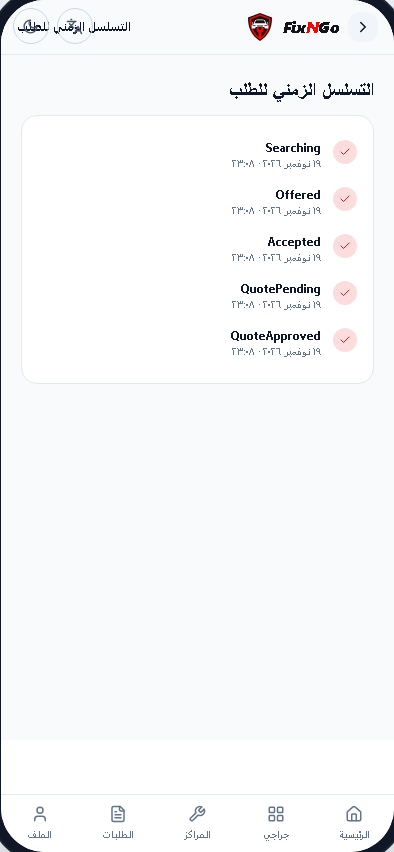 FixNGo
التسلسل الزمني للطلب
التسلسل الزمني للطلب
Searching
١٩ نوفمبر ٢٠٢٦ · ٢٣:٠٨
Offered
١٩ نوفمبر ٢٠٢٦ · ٢٣:٠٨
Accepted
١٩ نوفمبر ٢٠٢٦ · ٢٣:٠٨
QuotePending
١٩ نوفمبر ٢٠٢٦ · ٢٣:٠٨
QuoteApproved
١٩ نوفمبر ٢٠٢٦ · ٢٣:٠٨
الرئيسية
جراجي
المراكز
الطلبات
الملف